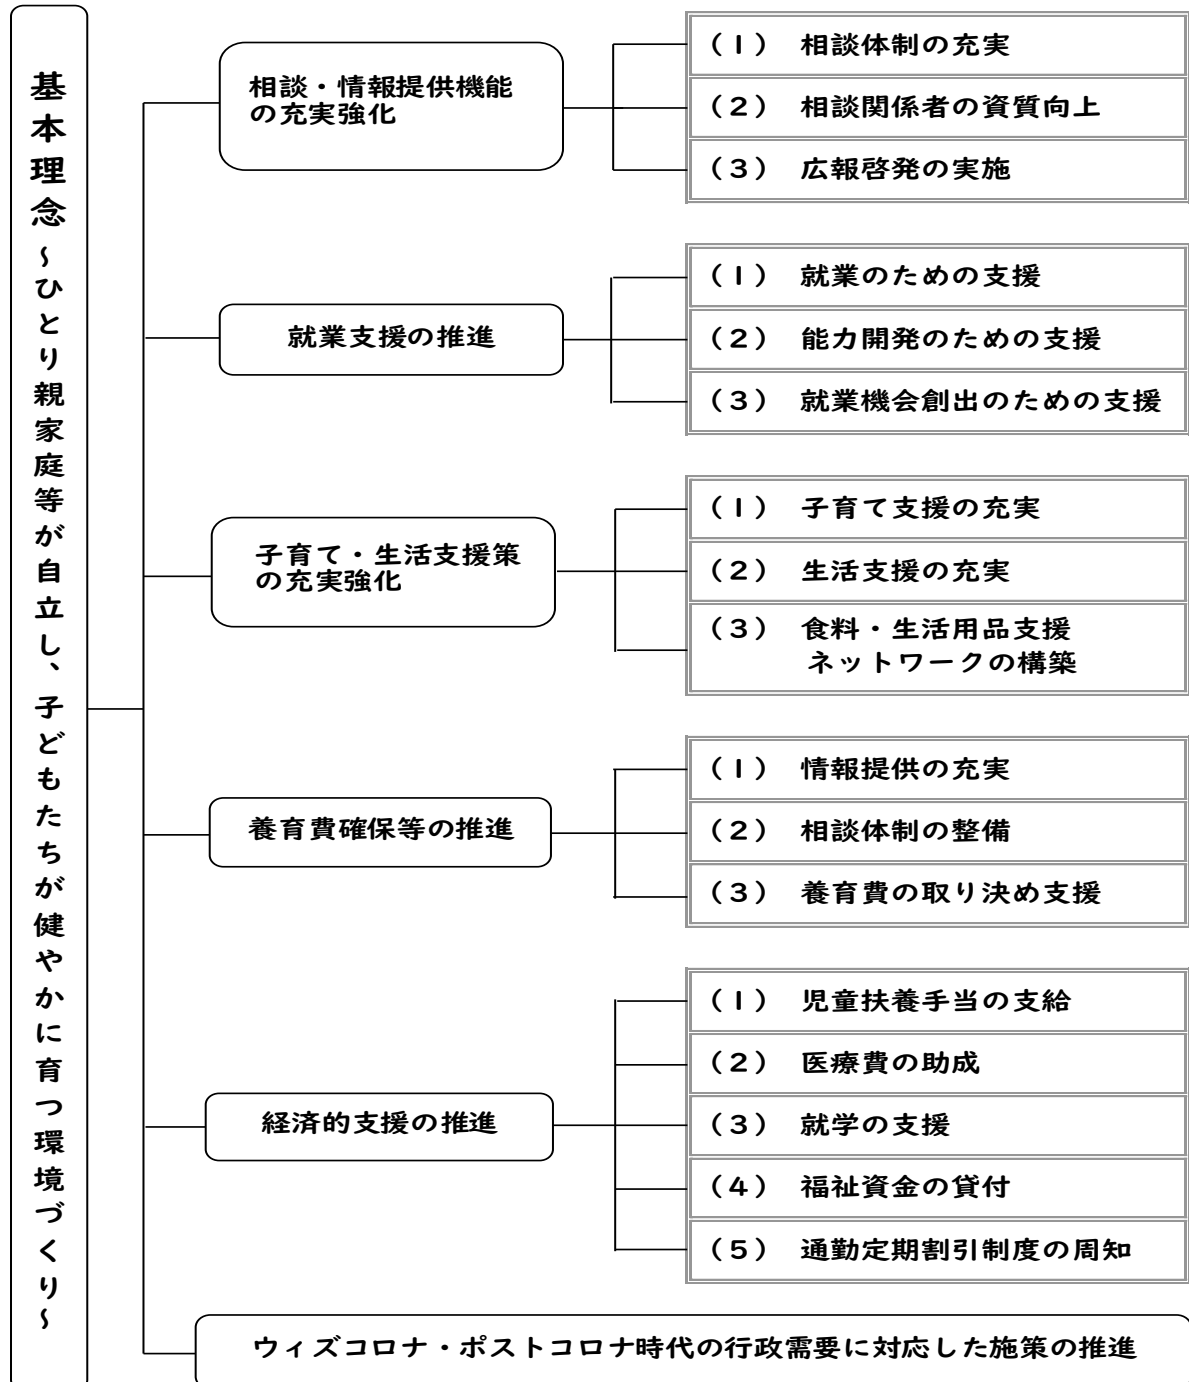 基本理念~ひとり親家庭等が自立し、子どもたちが健やかに育つ環境づくり~
相談・情報提供機能
の充実強化
(1) 相談体制の充実
(2) 相談関係者の資質向上
(3) 広報啓発の実施
就業支援の推進
(1) 就業のための支援
(2) 能力開発のための支援
(3) 就業機会創出のための支援
子育て・生活支援策
の充実強化
(1) 子育て支援の充実
(2) 生活支援の充実
(3) 食料・生活用品支援
ネットワークの構築
養育費確保等の推進
(1) 情報提供の充実
(2) 相談体制の整備
(3) 養育費の取り決め支援
経済的支援の推進
(1) 児童扶養手当の支給
(2) 医療費の助成
(3) 就学の支援
(4) 福祉資金の貸付
(5) 通勤定期割引制度の周知
ウィズコロナ・ポストコロナ時代の行政需要に対応した施策の推進